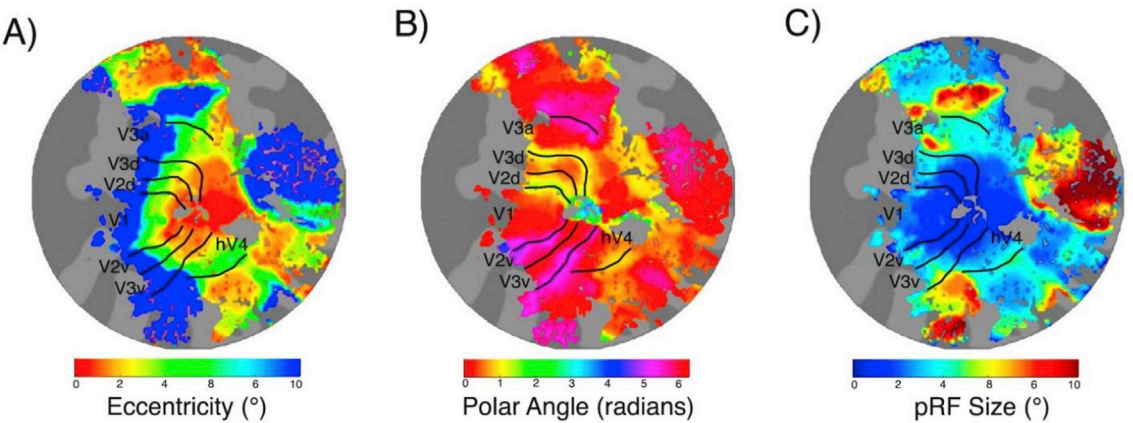 A)
V3a
V3d
V2d
V1
V2v
V3v
hV4
0 2 4 8 6 10
Eccentricity (°)
B)
V3a
V3d
V2d
V1
V2v
V3v
hV4
0 1 2 3 4 5 6
Polar Angle (radians)
C)
V3a
V3d
V2d
V1
V2v
V3v
hV4
0 2 4 8 6 10
pRF Size (°)